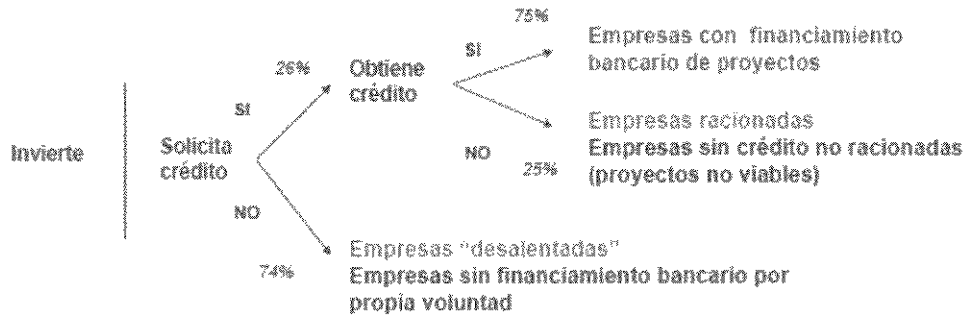 75%
SI
Empresas con financiamiento
bancario de proyectos
26%
Obtiene
crédito
SI
Empresas racionadas
Invierte
Solicita
crédito
NO
Empresas sin crédito no racionadas
25%
(proyectos no viables)
NO
Empresas "desalentadas"
74%
Empresas sin financiamiento bancario por
propia voluntad